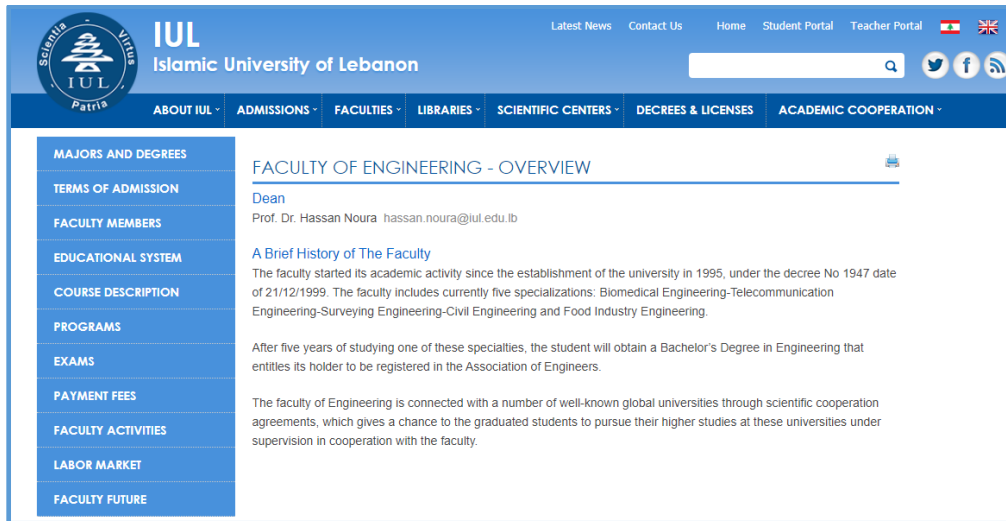 Scientia Virtus
IUL
Patria
IUL
Islamic University of Lebanon
Latest News Contact Us Home Student Portal Teacher Portal
ABOUT IUL ADMISSIONS FACULTIES LIBRARIES SCIENTIFIC CENTERS DECREES & LICENSES ACADEMIC COOPERATION
MAJORS AND DEGREES
TERMS OF ADMISSION
FACULTY MEMBERS
EDUCATIONAL SYSTEM
COURSE DESCRIPTION
PROGRAMS
EXAMS
PAYMENT FEES
FACULTY ACTIVITIES
LABOR MARKET
FACULTY FUTURE
FACULTY OF ENGINEERING - OVERVIEW
Dean
Prof. Dr. Hassan Noura hassan.noura@iul.edu.lb
A Brief History of The Faculty
The faculty started its academic activity since the establishment of the university in 1995, under the decree No 1947 date
of 21/12/1999. The faculty includes currently five specializations: Biomedical Engineering-Telecommunication
Engineering-Surveying Engineering-Civil Engineering and Food Industry Engineering.
After five years of studying one of these specialties, the student will obtain a Bachelor's Degree in Engineering that
entitles its holder to be registered in the Association of Engineers.
The faculty of Engineering is connected with a number of well-known global universities through scientific cooperation
agreements, which gives a chance to the graduated students to pursue their higher studies at these universities under
supervision in cooperation with the faculty.